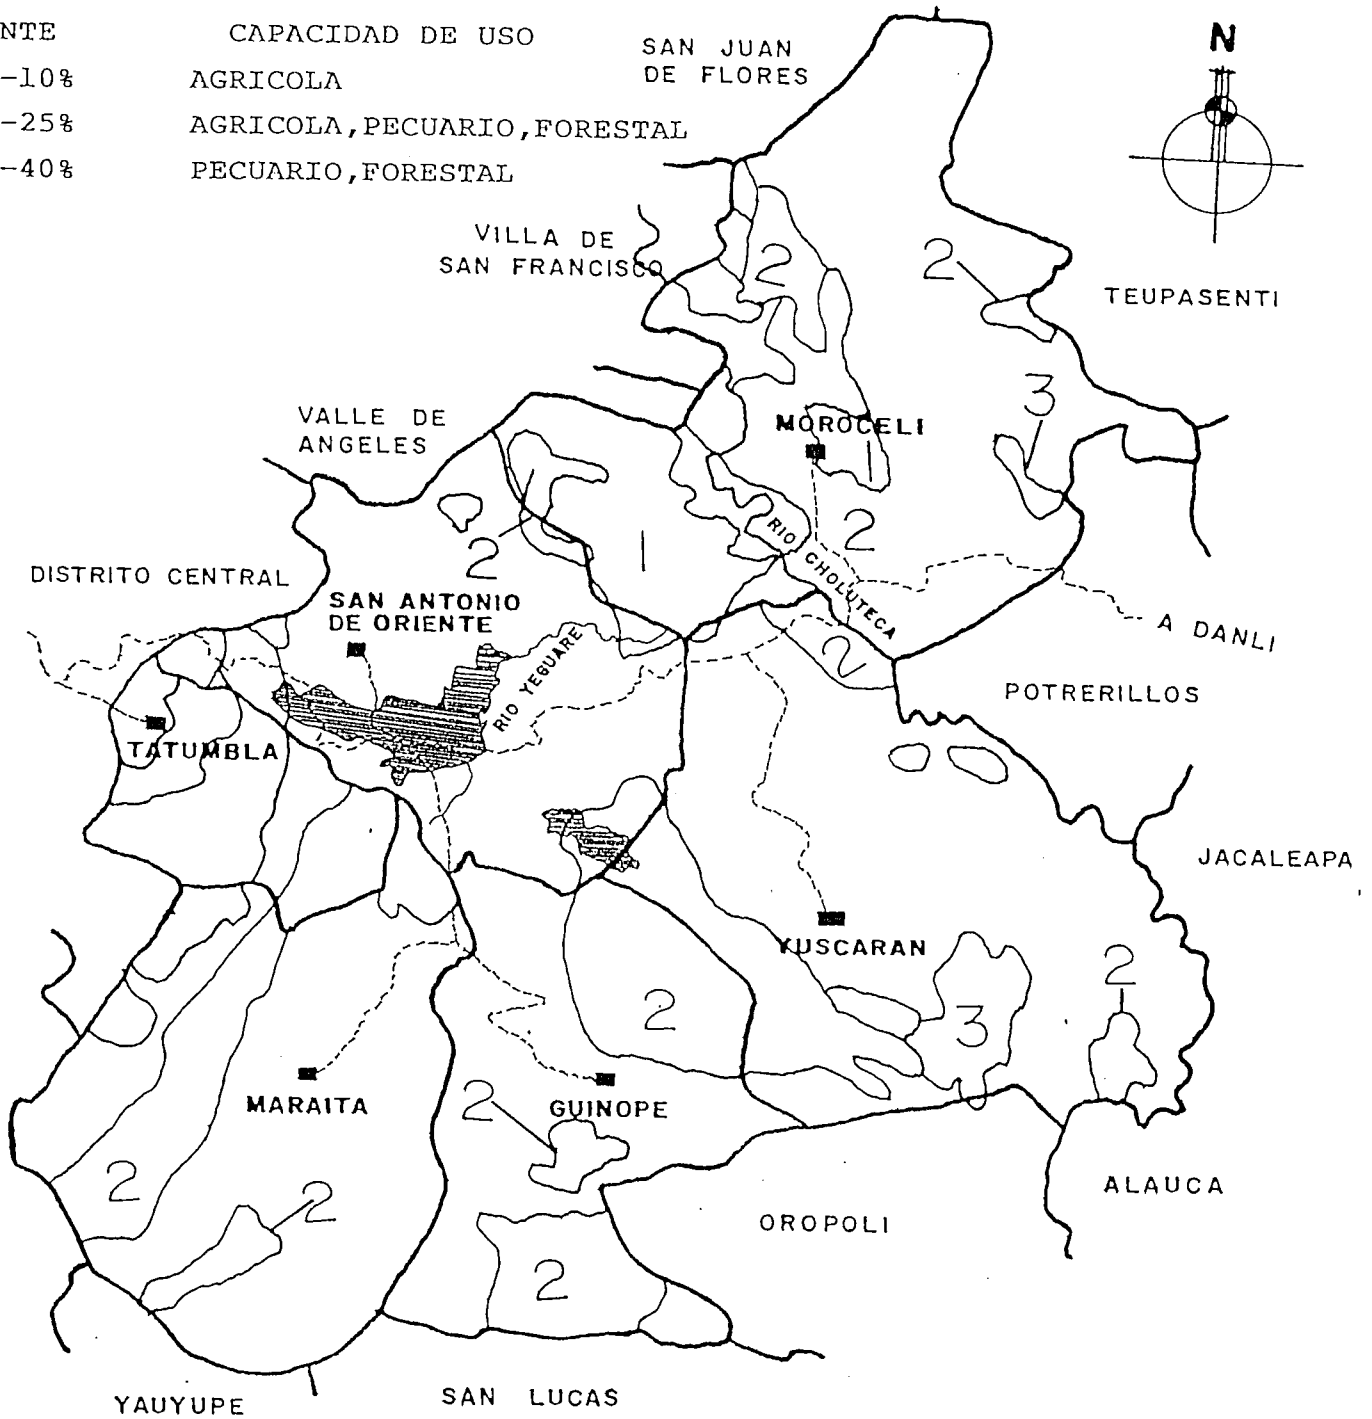 NTE CAPACIDAD DE USO
-10% AGRICOLA
-25% AGRICOLA,PECUARIO,FORESTAL
-40% PECUARIO,FORESTAL
SAN JUAN
DE FLORES
N
VILLA DE
SAN FRANCISCO
2
2
TEUPASENTI
3
VALLE DE
ANGELES
MOROCELI
1
2
2
1
RIO CHOLUTECA
DISTRITO CENTRAL
SAN ANTONIO
DE ORIENTE
A DANLI
2
RIO YEGUARE
POTRERILLOS
TATUMBLA
JACALEAPA
YUSCARAN
2
2
3
MARAITA
2
GUINOPE
2
2
ALAUCA
OROPOLI
2
YAUYUPE
SAN LUCAS